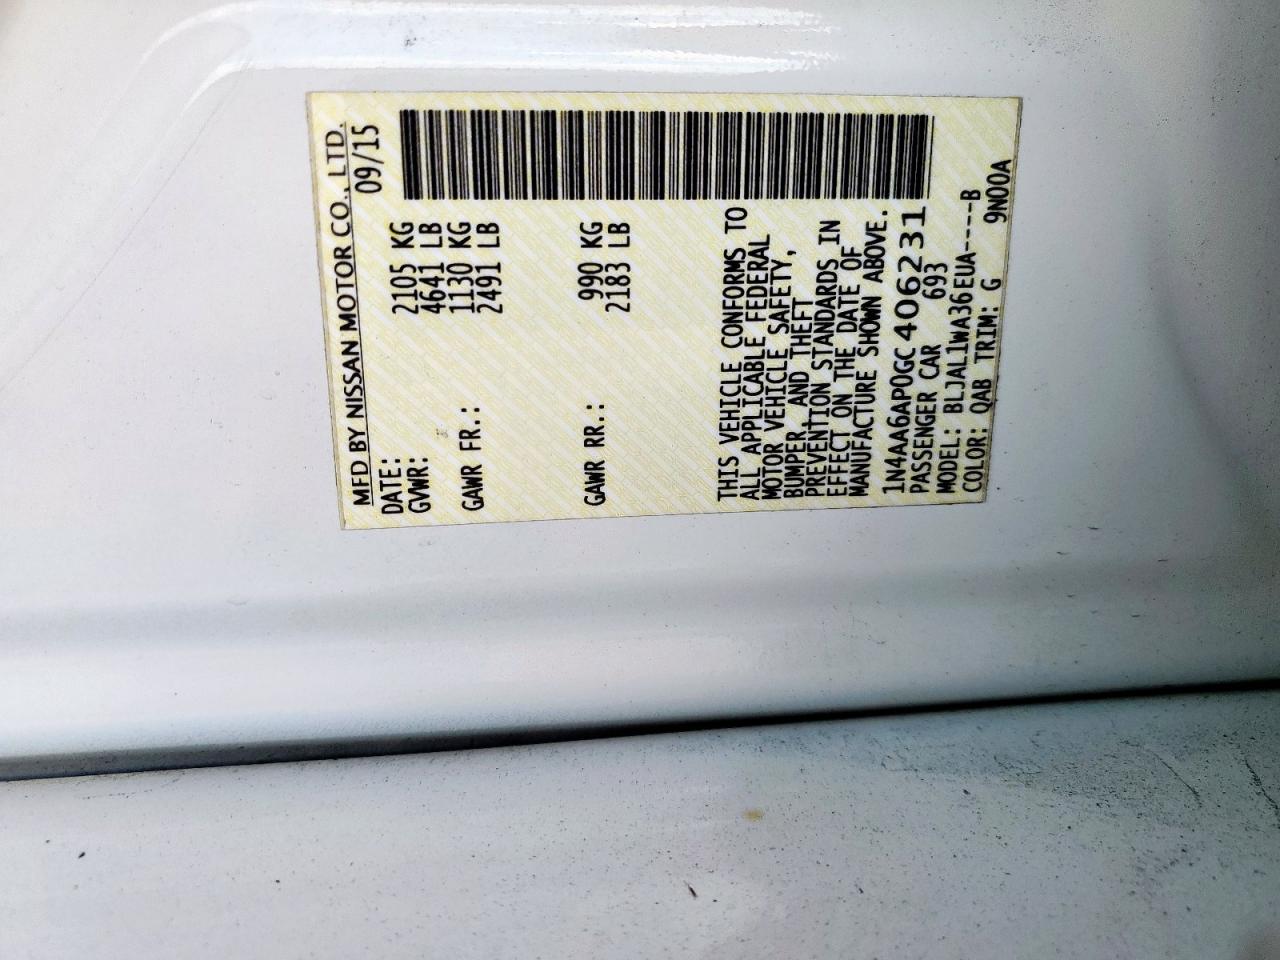 MFD BY NISSAN MOTOR CO., LTD.
DATE: 09/15
GVWR: 2105 KG
4641 LB
GAWR FR.: 1130 KG
2491 LB
GAWR RR.: 990 KG
2183 LB
THIS VEHICLE CONFORMS TO
ALL APPLICABLE FEDERAL
MOTOR VEHICLE SAFETY,
BUMPER, AND THEFT
PREVENTION STANDARDS IN
EFFECT ON THE DATE OF
MANUFACTURE SHOWN ABOVE.
1N4AA6AP0GC406231
PASSENGER CAR 693
MODEL: BLJAL1WA36EUA-----B
COLOR: QAB TRIM: G 9N00A